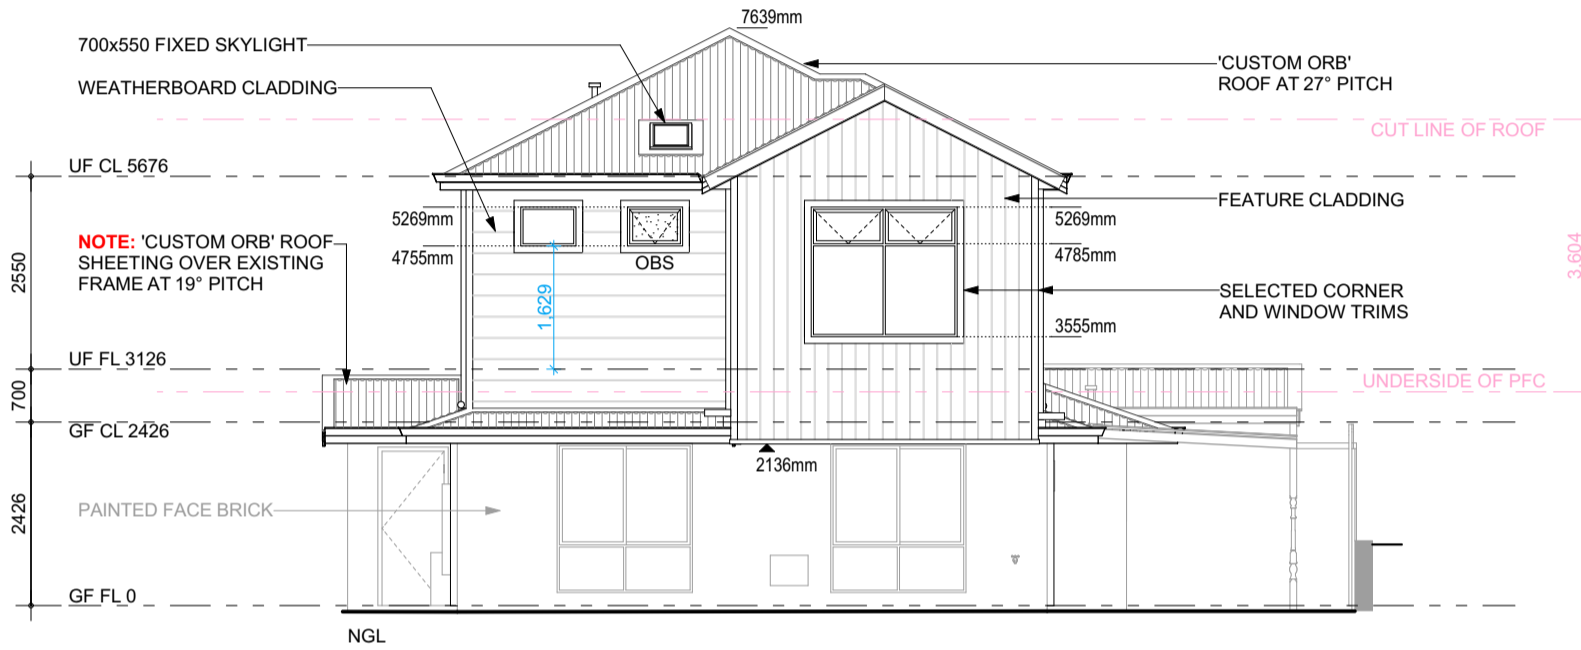 7639mm
700x550 FIXED SKYLIGHT
'CUSTOM ORB'
ROOF AT 27° PITCH
WEATHERBOARD CLADDING
CUT LINE OF ROOF
UF CL 5676
FEATURE CLADDING
5269mm
5269mm
NOTE: 'CUSTOM ORB' ROOF
SHEETING OVER EXISTING
FRAME AT 19° PITCH
4755mm
OBS
4785mm
3.604
2550
1,629
SELECTED CORNER
AND WINDOW TRIMS
3555mm
UF FL 3126
UNDERSIDE OF PFC
700
GF CL 2426
2136mm
2426
PAINTED FACE BRICK
GF FL 0
NGL